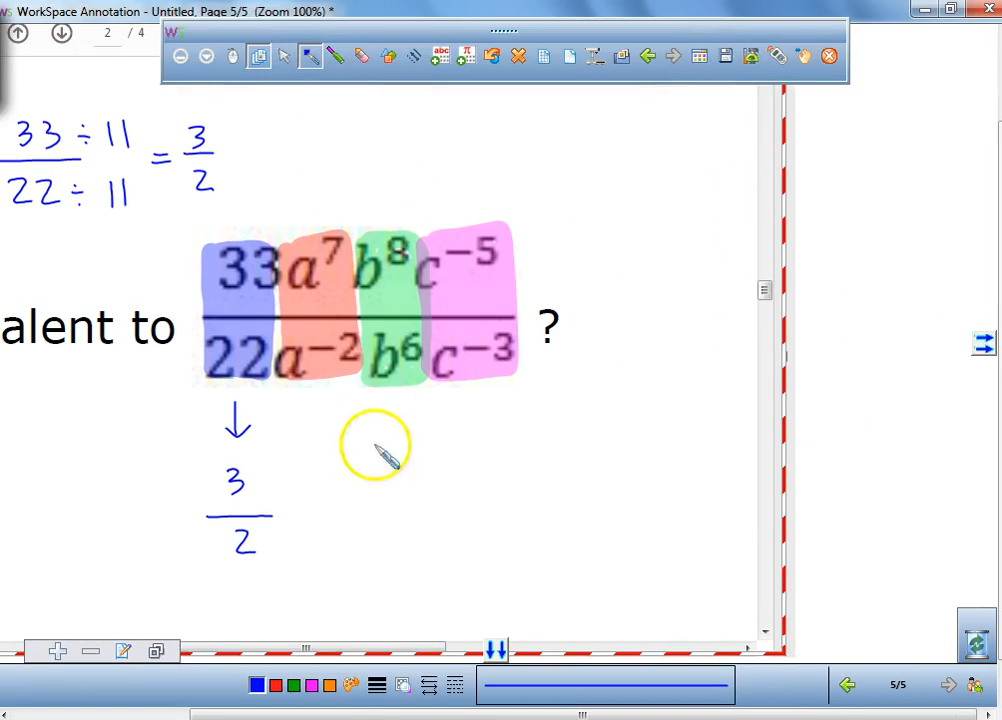 WorkSpace Annotation - Untitled, Page 5/5 (Zoom 100%) *
2 / 4
33 ÷ 11
22 ÷ 11
= 3/2
alent to 33a⁷b⁸c⁻⁵ / 22a⁻²b⁶c⁻³ ?
↓
3
2
5/5